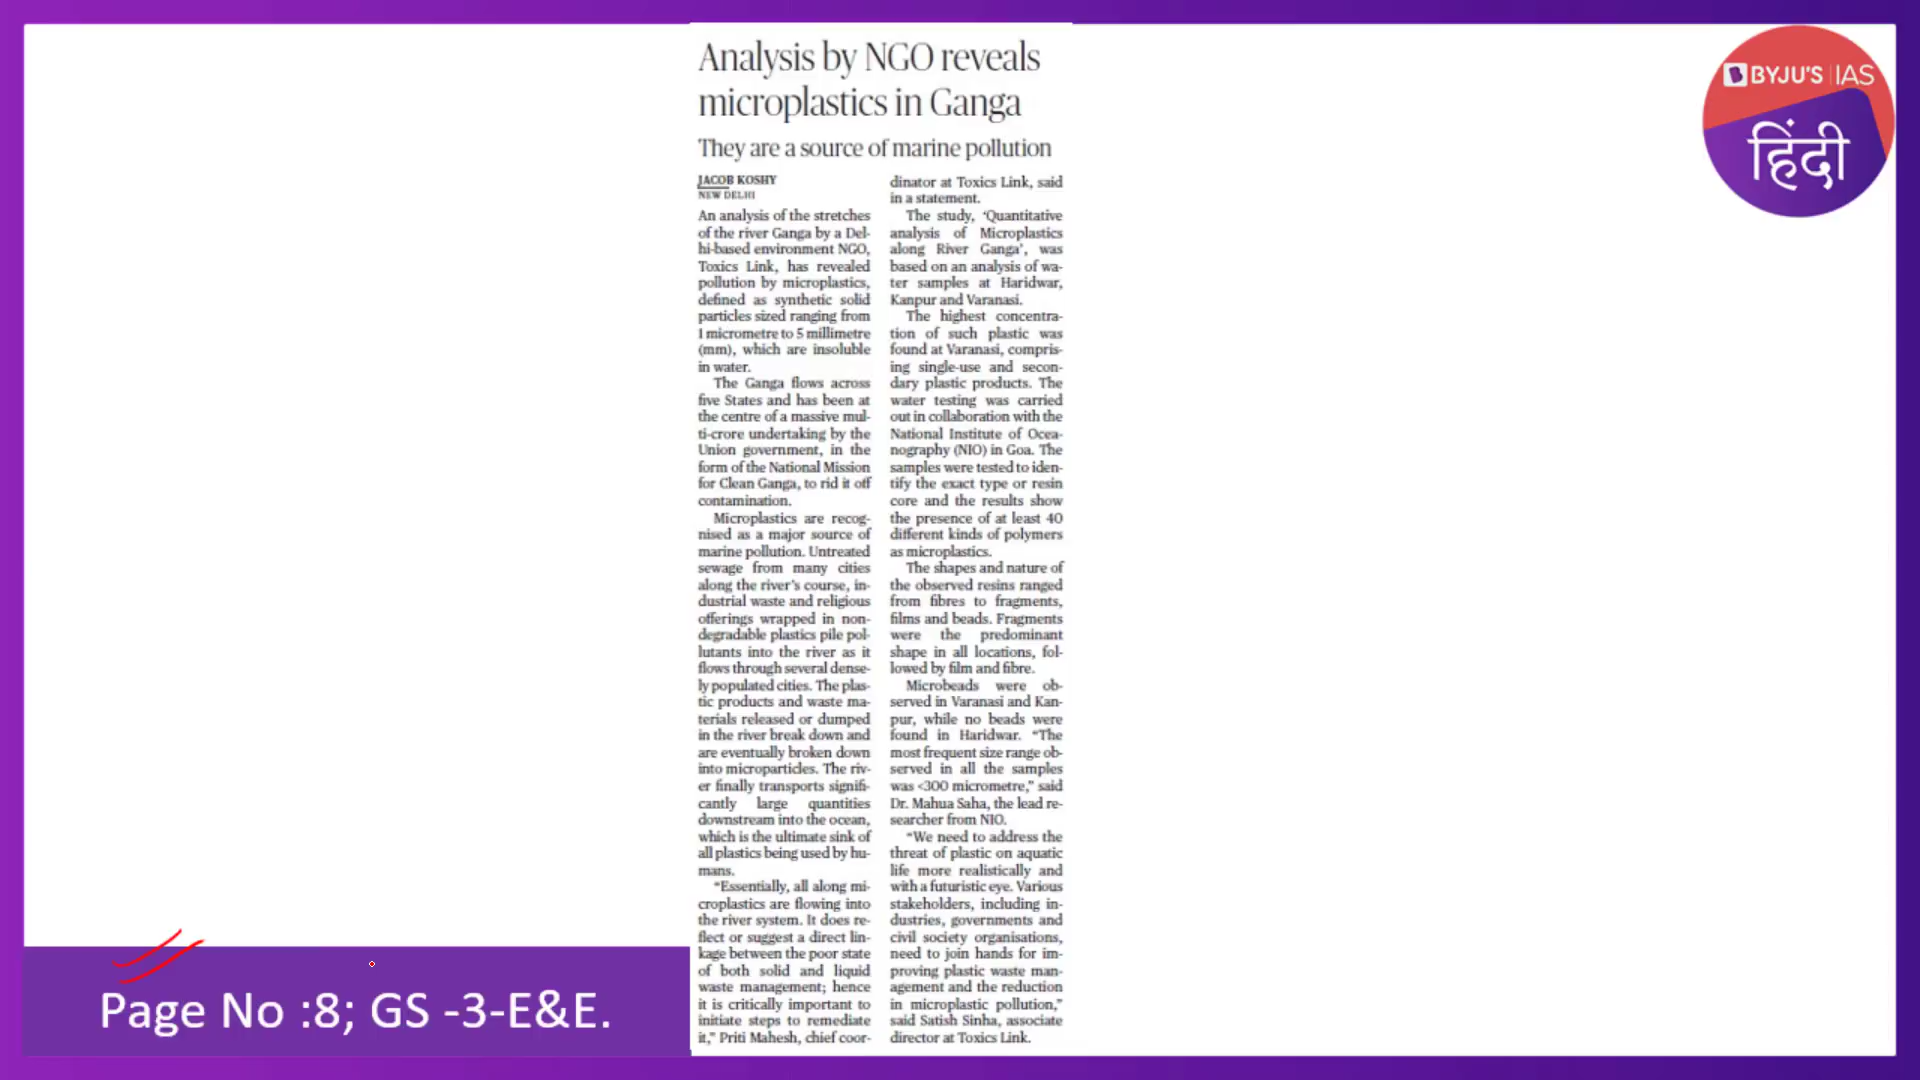 Analysis by NGO reveals
microplastics in Ganga
They are a source of marine pollution
JACOB KOSHY
NEW DELHI
An analysis of the stretches
of the river Ganga by a Del-
hi-based environment NGO,
Toxics Link, has revealed
pollution by microplastics,
defined as synthetic solid
particles sized ranging from
1 micrometre to 5 millimetre
(mm), which are insoluble
in water.
The Ganga flows across
five States and has been at
the centre of a massive mul-
ti-crore undertaking by the
Union government, in the
form of the National Mission
for Clean Ganga, to rid it off
contamination.
Microplastics are recog-
nised as a major source of
marine pollution. Untreated
sewage from many cities
along the river's course, in-
dustrial waste and religious
offerings wrapped in non-
degradable plastics pile pol-
lutants into the river as it
flows through several dense-
ly populated cities. The plas-
tic products and waste ma-
terials released or dumped
in the river break down and
are eventually broken down
into microparticles. The riv-
er finally transports signifi-
cantly large quantities
downstream into the ocean,
which is the ultimate sink of
all plastics being used by hu-
mans.
"Essentially, all along mi-
croplastics are flowing into
the river system. It does re-
flect or suggest a direct lin-
kage between the poor state
of both solid and liquid
waste management; hence
it is critically important to
initiate steps to remediate
it," Priti Mahesh, chief coor-
dinator at Toxics Link, said
in a statement.
The study, 'Quantitative
analysis of Microplastics
along River Ganga', was
based on an analysis of wa-
ter samples at Haridwar,
Kanpur and Varanasi.
The highest concentra-
tion of such plastic was
found at Varanasi, compris-
ing single-use and secon-
dary plastic products. The
water testing was carried
out in collaboration with the
National Institute of Ocea-
nography (NIO) in Goa. The
samples were tested to iden-
tify the exact type or resin
core and the results show
the presence of at least 40
different kinds of polymers
as microplastics.
The shapes and nature of
the observed resins ranged
from fibres to fragments,
films and beads. Fragments
were the predominant
shape in all locations, fol-
lowed by film and fibre.
Microbeads were ob-
served in Varanasi and Kan-
pur, while no beads were
found in Haridwar. "The
most frequent size range ob-
served in all the samples
was <300 micrometre," said
Dr. Mahua Saha, the lead re-
searcher from NIO.
"We need to address the
threat of plastic on aquatic
life more realistically and
with a futuristic eye. Various
stakeholders, including in-
dustries, governments and
civil society organisations,
need to join hands for im-
proving plastic waste man-
agement and the reduction
in microplastic pollution,"
said Satish Sinha, associate
director at Toxics Link.
BYJU'S | IAS
हिंदी
Page No :8; GS -3-E&E.